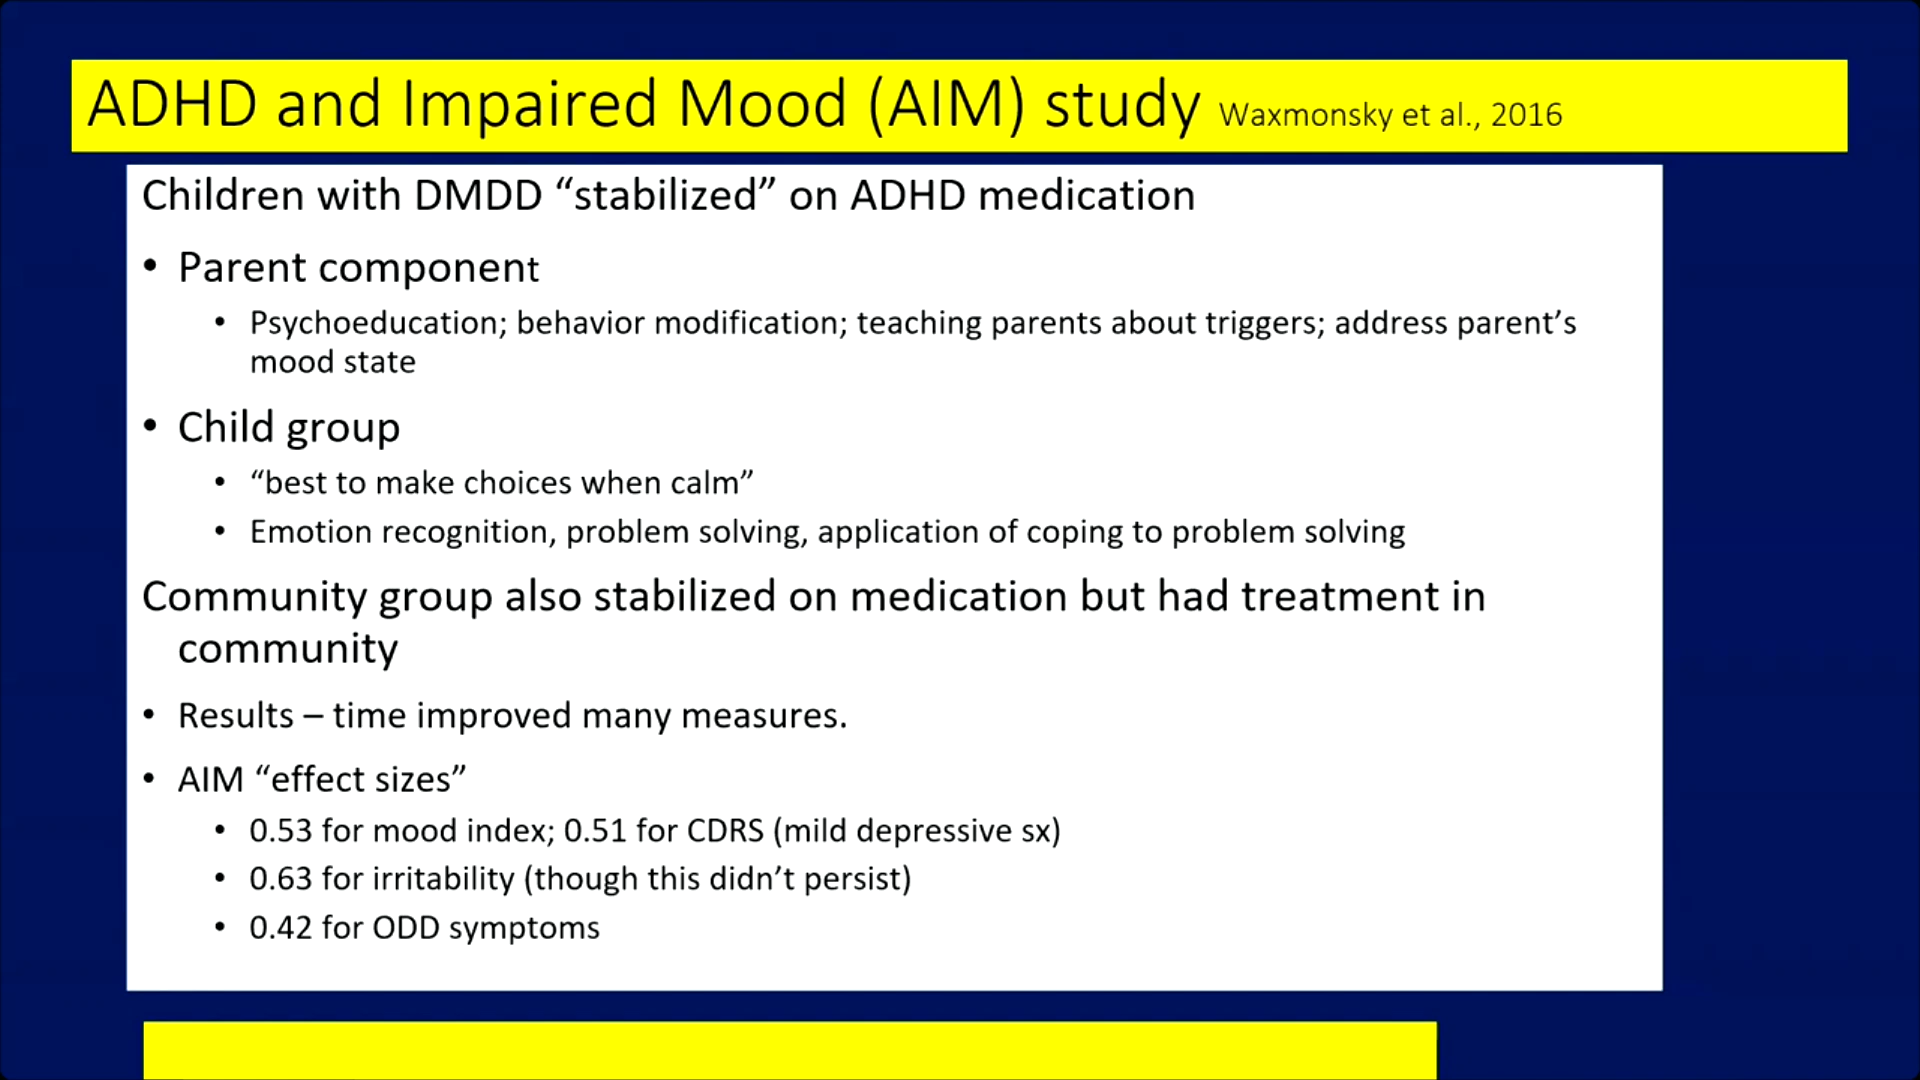 ADHD and Impaired Mood (AIM) study Waxmonsky et al., 2016
Children with DMDD “stabilized” on ADHD medication
• Parent component
• Psychoeducation; behavior modification; teaching parents about triggers; address parent’s
mood state
• Child group
• “best to make choices when calm”
• Emotion recognition, problem solving, application of coping to problem solving
Community group also stabilized on medication but had treatment in
community
• Results – time improved many measures.
• AIM “effect sizes”
• 0.53 for mood index; 0.51 for CDRS (mild depressive sx)
• 0.63 for irritability (though this didn’t persist)
• 0.42 for ODD symptoms